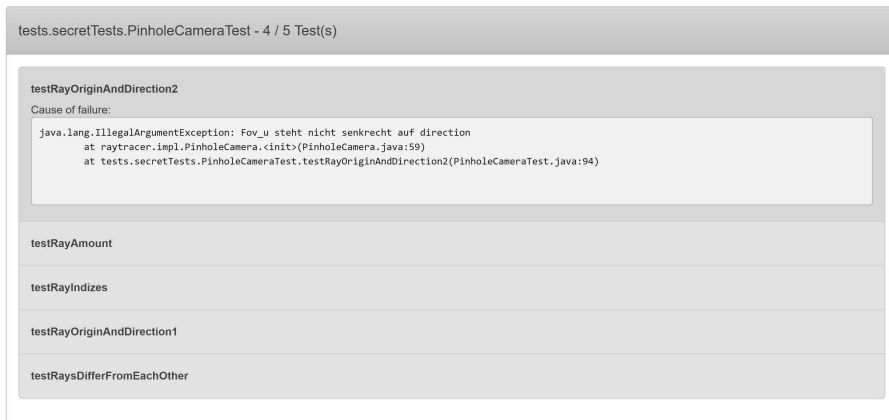 tests.secretTests.PinholeCameraTest - 4 / 5 Test(s)
testRayOriginAndDirection2
Cause of failure:
java.lang.IllegalArgumentException: Fov_u steht nicht senkrecht auf direction
at raytracer.impl.PinholeCamera.<init>(PinholeCamera.java:59)
at tests.secretTests.PinholeCameraTest.testRayOriginAndDirection2(PinholeCameraTest.java:94)
testRayAmount
testRayIndizes
testRayOriginAndDirection1
testRaysDifferFromEachOther